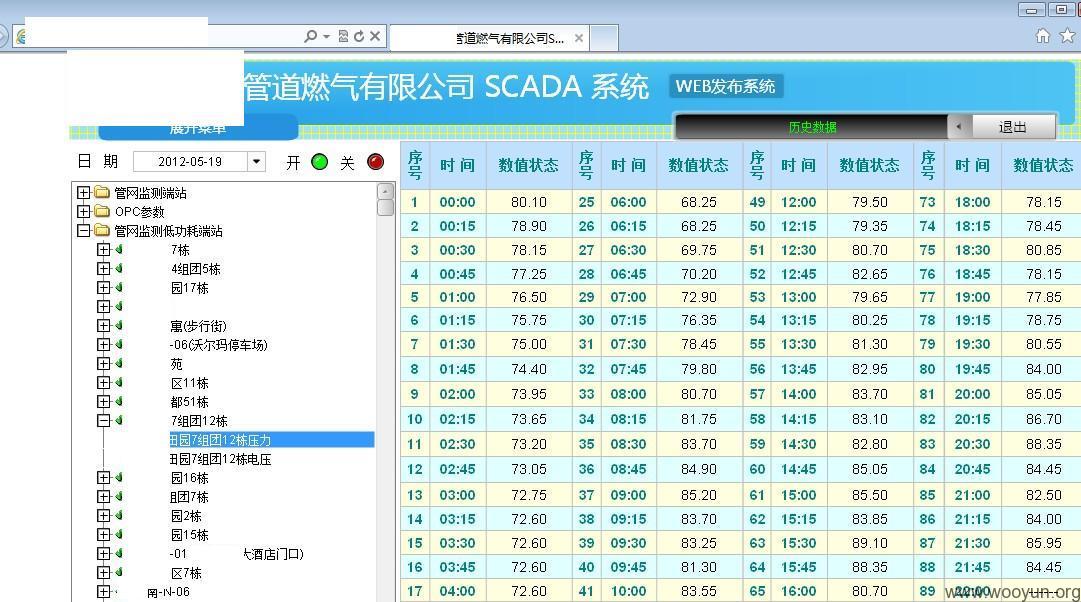 管道燃气有限公司S...
管道燃气有限公司 SCADA 系统 WEB发布系统
展开菜单
历史数据 退出
日 期 2012-05-19 开 关
管网监测端站
OPC参数
管网监测低功耗端站
7栋
4组团5栋
园17栋
寓(步行街)
-06(沃尔玛停车场)
苑
区11栋
都51栋
7组团12栋
田园7组团12栋压力
田园7组团12栋电压
园16栋
组团7栋
园2栋
园15栋
-01 大酒店门口)
区7栋
南-N-06
序号 时 间 数值状态 序号 时 间 数值状态 序号 时 间 数值状态 序号 时 间 数值状态
1 00:00 80.10 25 06:00 68.25 49 12:00 79.50 73 18:00 78.15
2 00:15 78.90 26 06:15 68.25 50 12:15 79.35 74 18:15 78.45
3 00:30 78.15 27 06:30 69.75 51 12:30 80.70 75 18:30 80.85
4 00:45 77.25 28 06:45 70.20 52 12:45 82.65 76 18:45 78.15
5 01:00 76.50 29 07:00 72.90 53 13:00 79.65 77 19:00 77.85
6 01:15 75.75 30 07:15 76.35 54 13:15 80.25 78 19:15 78.75
7 01:30 75.00 31 07:30 78.45 55 13:30 81.30 79 19:30 80.55
8 01:45 74.40 32 07:45 79.80 56 13:45 82.95 80 19:45 84.00
9 02:00 73.95 33 08:00 80.70 57 14:00 83.70 81 20:00 85.05
10 02:15 73.65 34 08:15 81.75 58 14:15 83.10 82 20:15 86.70
11 02:30 73.20 35 08:30 83.70 59 14:30 82.80 83 20:30 88.35
12 02:45 73.05 36 08:45 84.90 60 14:45 85.05 84 20:45 84.45
13 03:00 72.75 37 09:00 85.20 61 15:00 85.50 85 21:00 82.50
14 03:15 72.60 38 09:15 83.70 62 15:15 83.85 86 21:15 84.00
15 03:30 72.60 39 09:30 83.25 63 15:30 89.10 87 21:30 85.95
16 03:45 72.60 40 09:45 81.30 64 15:45 88.35 88 21:45 84.45
17 04:00 72.60 41 10:00 83.55 65 16:00 80.70 89 22:00
www.wooyun.org